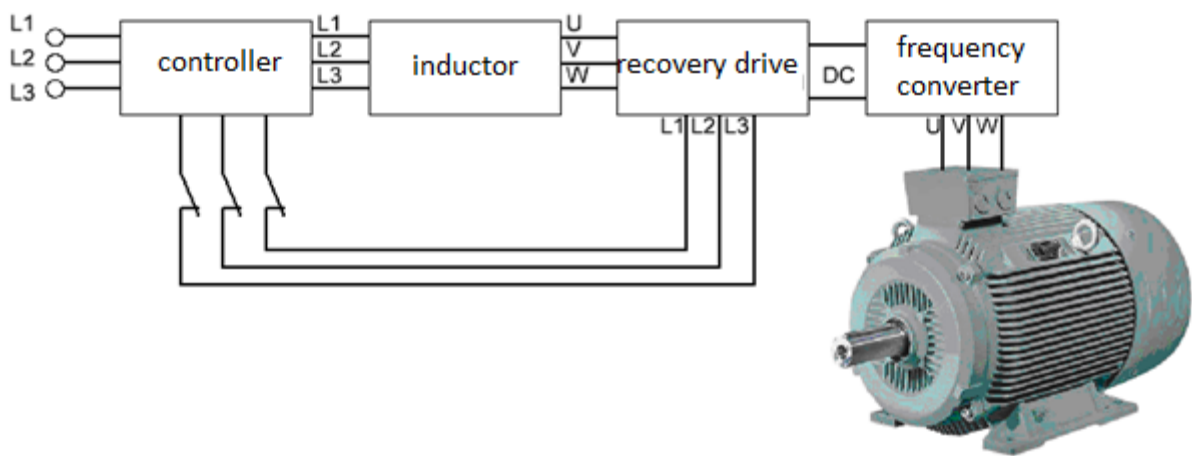 L1
L2
L3
controller
L1
L2
L3
inductor
U
V
W
recovery drive
DC
frequency
converter
L1 L2 L3
U V W